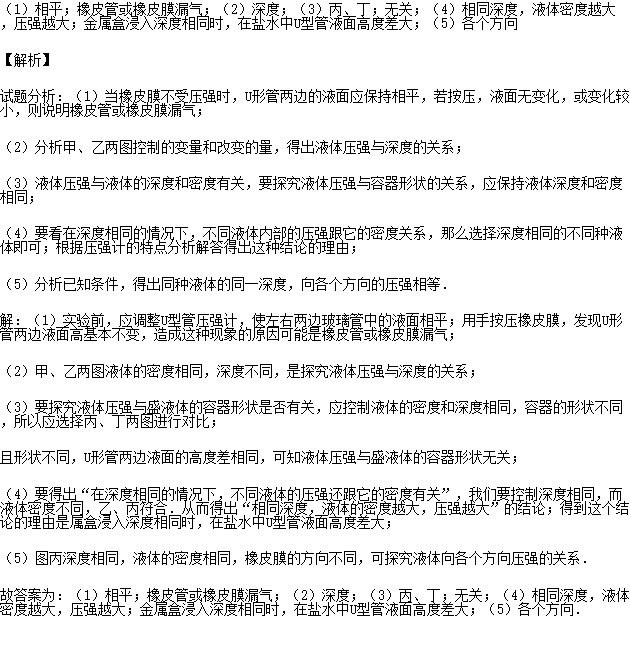 （1）相平；橡皮管或橡皮膜漏气；（2）深度；（3）丙、丁；无关；（4）相同深度，液体密度越大
，压强越大；金属盒浸入深度相同时，在盐水中U型管液面高度差大；（5）各个方向
【解析】
试题分析：（1）当橡皮膜不受压强时，U形管两边的液面应保持相平，若按压，液面无变化，或变化较
小，则说明橡皮管或橡皮膜漏气；
（2）分析甲、乙两图控制的变量和改变的量，得出液体压强与深度的关系；
（3）液体压强与液体的深度和密度有关，要探究液体压强与容器形状的关系，应保持液体深度和密度
相同；
（4）要看在深度相同的情况下，不同液体内部的压强跟它的密度关系，那么选择深度相同的不同种液
体即可；根据压强计的特点分析解答得出这种结论的理由；
（5）分析已知条件，得出同种液体的同一深度，向各个方向的压强相等．
解：（1）实验前，应调整U型管压强计，使左右两边玻璃管中的液面相平；用手按压橡皮膜，发现U形
管两边液面高基本不变，造成这种现象的原因可能是橡皮管或橡皮膜漏气；
（2）甲、乙两图液体的密度相同，深度不同，是探究液体压强与深度的关系；
（3）要探究液体压强与盛液体的容器形状是否有关，应控制液体的密度和深度相同，容器的形状不同
，所以应选择丙、丁两图进行对比；
且形状不同，U形管两边液面的高度差相同，可知液体压强与盛液体的容器形状无关；
（4）要得出“在深度相同的情况下，不同液体的压强还跟它的密度有关”，我们要控制深度相同，而
液体密度不同，乙、丙符合．从而得出“相同深度，液体的密度越大，压强越大”的结论；得到这个结
论的理由是属盒浸入深度相同时，在盐水中U型管液面高度差大；
（5）图丙深度相同，液体的密度相同，橡皮膜的方向不同，可探究液体向各个方向压强的关系．
故答案为：（1）相平；橡皮管或橡皮膜漏气；（2）深度；（3）丙、丁；无关；（4）相同深度，液体
密度越大，压强越大；金属盒浸入深度相同时，在盐水中U型管液面高度差大；（5）各个方向．